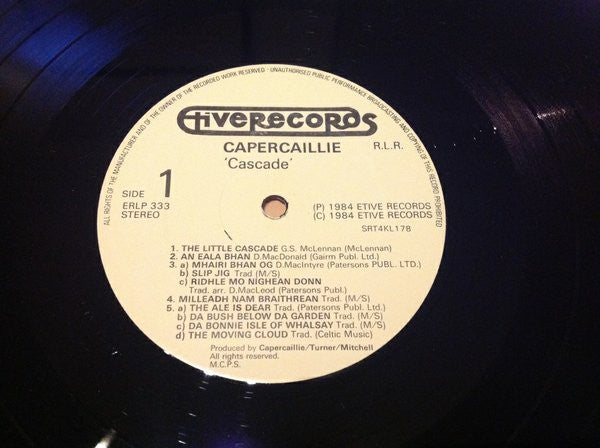 ALL RIGHTS OF THE MANUFACTURER AND OF THE OWNER OF THE RECORDED WORK RESERVED · UNAUTHORISED PUBLIC PERFORMANCE BROADCASTING AND COPYING OF THIS RECORD PROHIBITED
etiveRecords
CAPERCAILLIE
R.L.R.
'Cascade'
SIDE 1
ERLP 333
STEREO
(P) 1984 ETIVE RECORDS
(C) 1984 ETIVE RECORDS
SRT4KL178
1. THE LITTLE CASCADE G.S. McLennan (McLennan)
2. AN EALA BHAN D.MacDonald (Gairm Publ. Ltd.)
3. a) MHAIRI BHAN OG D.MacIntyre (Patersons PUBL. LTD.)
b) SLIP JIG Trad (M/S)
c) RIDHLE MO NIGHEAN DONN
Trad. arr. D.MacLeod (Patersons Publ.)
4. MILLEADH NAM BRAITHREAN Trad. (M/S)
5. a) THE ALE IS DEAR Trad. (Patersons Publ. Ltd.)
b) DA BUSH BELOW DA GARDEN Trad. (M/S)
c) DA BONNIE ISLE OF WHALSAY Trad. (M/S)
d) THE MOVING CLOUD Trad. (Celtic Music)
Produced by Capercaillie/Turner/Mitchell
All rights reserved.
M.C.P.S.